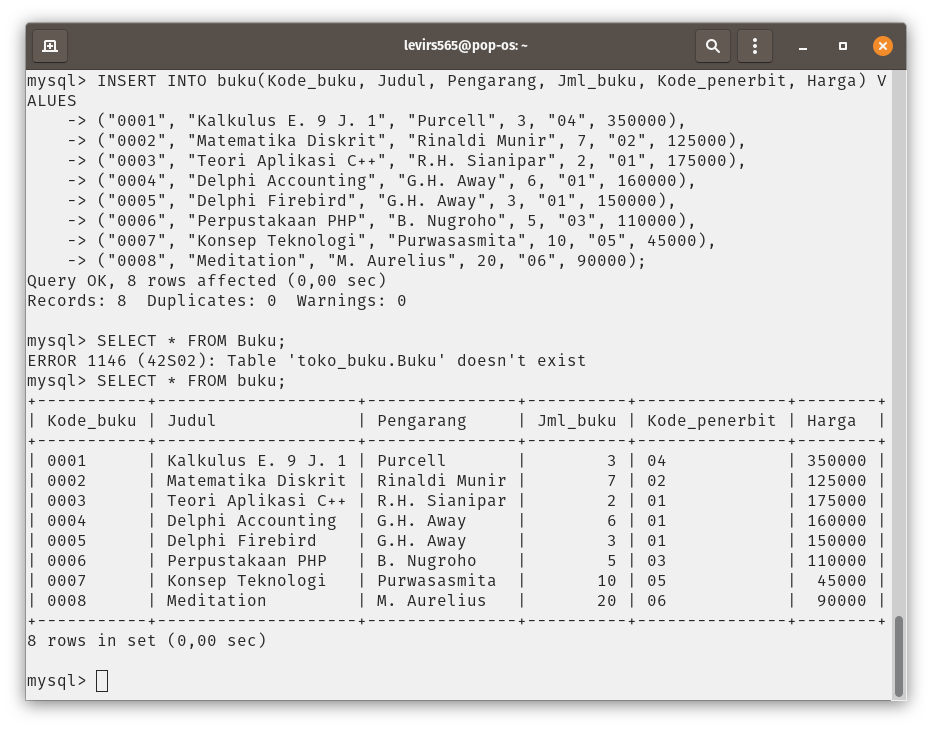 levirs565@pop-os: ~
mysql> INSERT INTO buku(Kode_buku, Judul, Pengarang, Jml_buku, Kode_penerbit, Harga) V
ALUES
    -> ("0001", "Kalkulus E. 9 J. 1", "Purcell", 3, "04", 350000),
    -> ("0002", "Matematika Diskrit", "Rinaldi Munir", 7, "02", 125000),
    -> ("0003", "Teori Aplikasi C++", "R.H. Sianipar", 2, "01", 175000),
    -> ("0004", "Delphi Accounting", "G.H. Away", 6, "01", 160000),
    -> ("0005", "Delphi Firebird", "G.H. Away", 3, "01", 150000),
    -> ("0006", "Perpustakaan PHP", "B. Nugroho", 5, "03", 110000),
    -> ("0007", "Konsep Teknologi", "Purwasasmita", 10, "05", 45000),
    -> ("0008", "Meditation", "M. Aurelius", 20, "06", 90000);
Query OK, 8 rows affected (0,00 sec)
Records: 8  Duplicates: 0  Warnings: 0
mysql> SELECT * FROM Buku;
ERROR 1146 (42S02): Table 'toko_buku.Buku' doesn't exist
mysql> SELECT * FROM buku;
+-----------+--------------------+---------------+----------+---------------+--------+
| Kode_buku | Judul              | Pengarang     | Jml_buku | Kode_penerbit | Harga  |
+-----------+--------------------+---------------+----------+---------------+--------+
| 0001      | Kalkulus E. 9 J. 1 | Purcell       |        3 | 04            | 350000 |
| 0002      | Matematika Diskrit | Rinaldi Munir |        7 | 02            | 125000 |
| 0003      | Teori Aplikasi C++ | R.H. Sianipar |        2 | 01            | 175000 |
| 0004      | Delphi Accounting  | G.H. Away     |        6 | 01            | 160000 |
| 0005      | Delphi Firebird    | G.H. Away     |        3 | 01            | 150000 |
| 0006      | Perpustakaan PHP   | B. Nugroho    |        5 | 03            | 110000 |
| 0007      | Konsep Teknologi   | Purwasasmita  |       10 | 05            |  45000 |
| 0008      | Meditation         | M. Aurelius   |       20 | 06            |  90000 |
+-----------+--------------------+---------------+----------+---------------+--------+
8 rows in set (0,00 sec)
mysql>